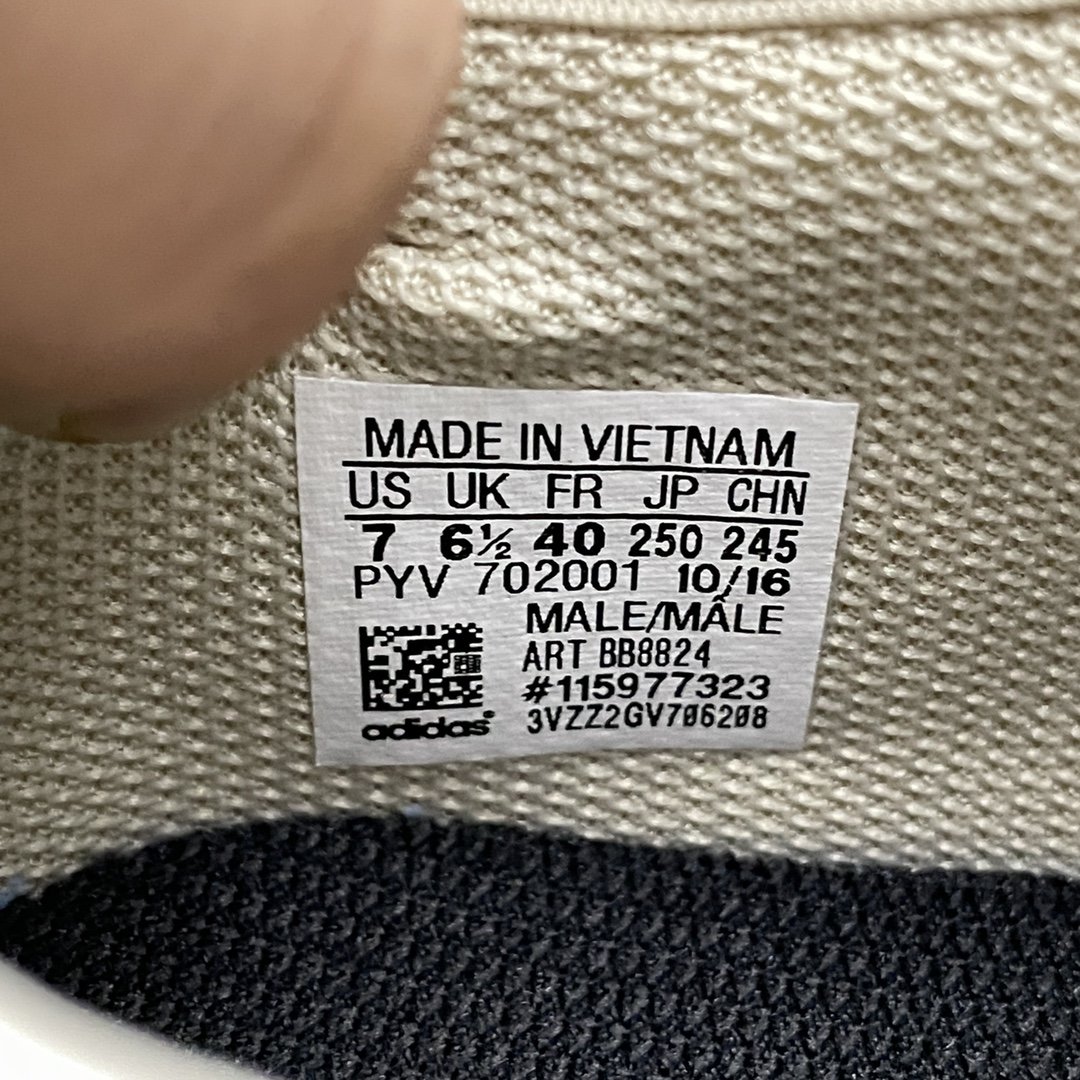 MADE IN VIETNAM
US UK FR JP CHN
7 6½ 40 250 245
PYV 702001 10/16
MALE/MÂLE
ART BB8824
#115977323
3VZZ2GV706208
adidas